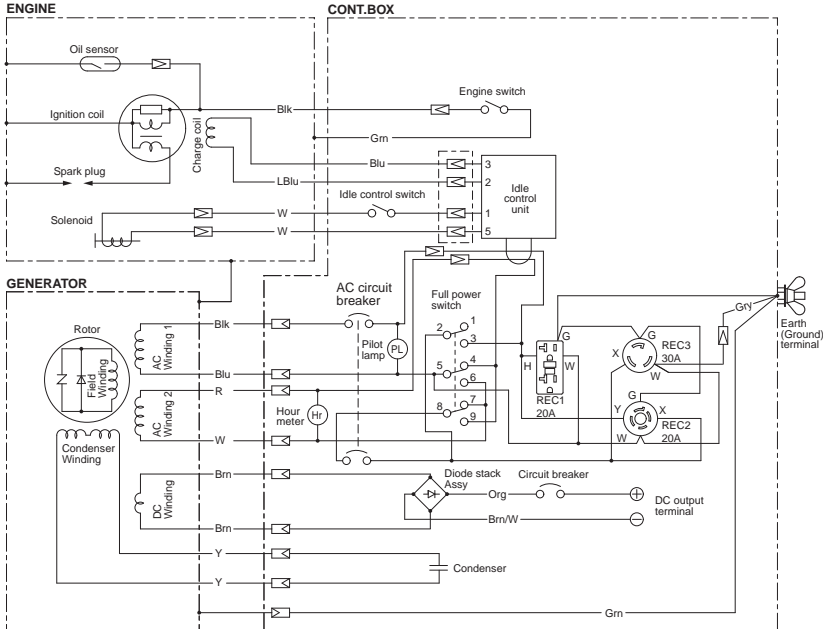 ENGINE
CONT.BOX
Oil sensor
Engine switch
Ignition coil
Blk
Charge coil
Grn
Blu
3
Spark plug
LBlu
2
Idle
control
unit
Idle control switch
W
1
Solenoid
W
5
GENERATOR
AC circuit
breaker
Full power
switch
Gry
Earth
(Ground)
terminal
Rotor
Blk
AC
Winding 1
Pilot
lamp
PL
1
2
3
G
H
W
REC1
20A
X
G
REC3
30A
W
Field
Winding
Blu
5
4
6
R
AC
Winding 2
Hour
meter
Hr
8
7
9
G
Y
X
REC2
20A
W
W
Condenser
Winding
Brn
DC
Winding
Diode stack
Assy
Circuit breaker
Org
DC output
terminal
Brn/W
Brn
Y
Condenser
Y
Grn